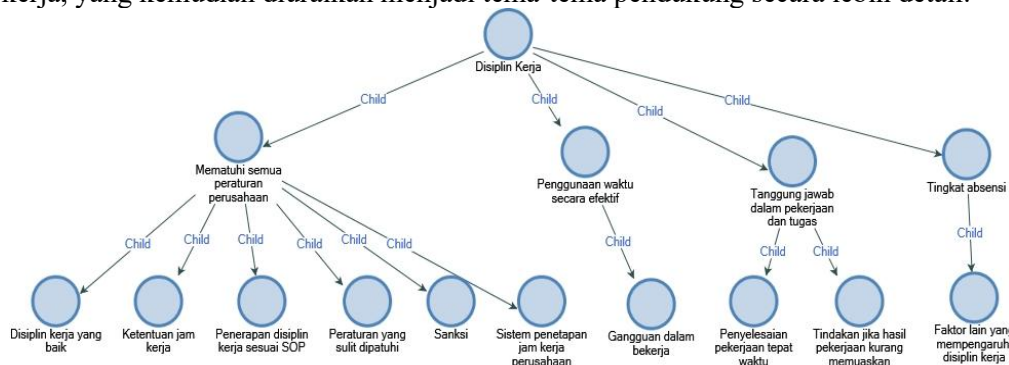 kerja, yang kemudian diuraikan menjadi tema-tema pendukung secara lebih detail.
Disiplin Kerja
Child
Child
Child
Child
Mematuhi semua
peraturan
perusahaan
Penggunaan waktu
secara efektif
Tanggung jawab
dalam pekerjaan
dan tugas
Tingkat absensi
Child
Child
Child
Child
Child
Child
Child
Child
Child
Child
Disiplin kerja yang
baik
Ketentuan jam
kerja
Penerapan disiplin
kerja sesuai SOP
Peraturan yang
sulit dipatuhi
Sanksi
Sistem penetapan
jam kerja
perusahaan
Gangguan dalam
bekerja
Penyelesaian
pekerjaan tepat
waktu
Tindakan jika hasil
pekerjaan kurang
memuaskan
Faktor lain yang
mempengaruh
disiplin kerja